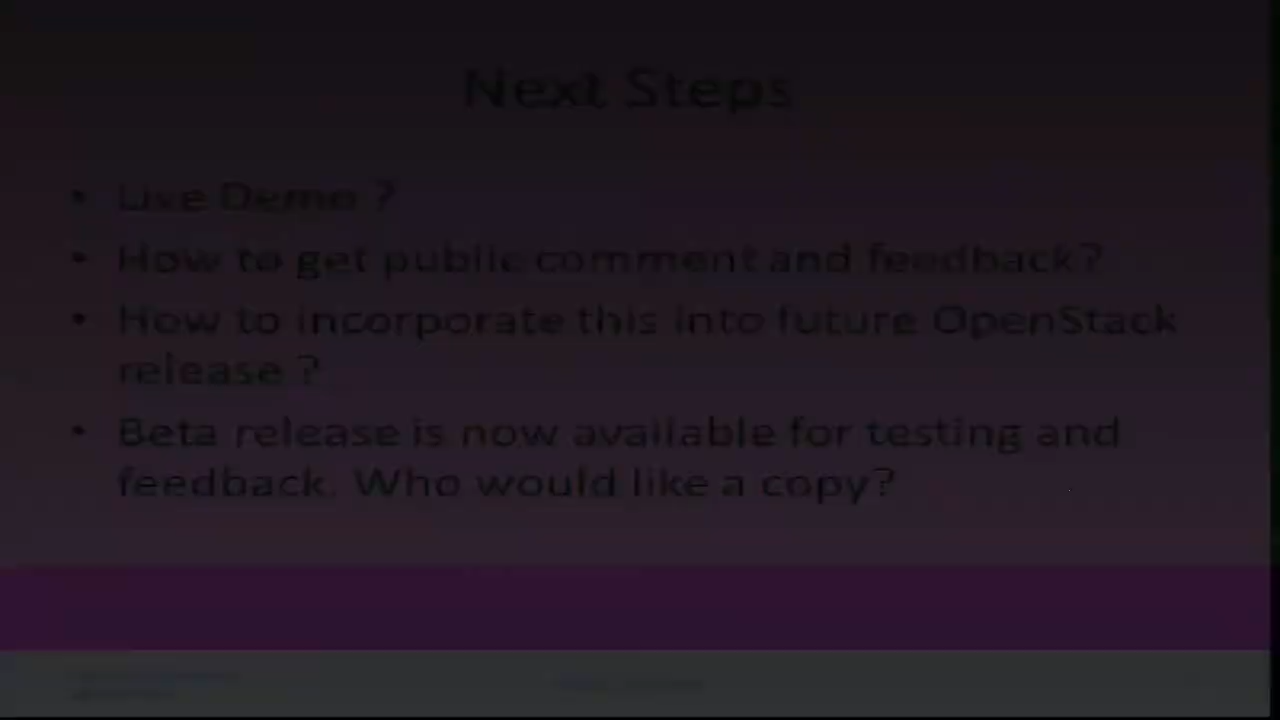 Next Steps
• Live Demo ?
• How to get public comment and feedback?
• How to incorporate this into future OpenStack
release ?
• Beta release is now available for testing and
feedback. Who would like a copy?